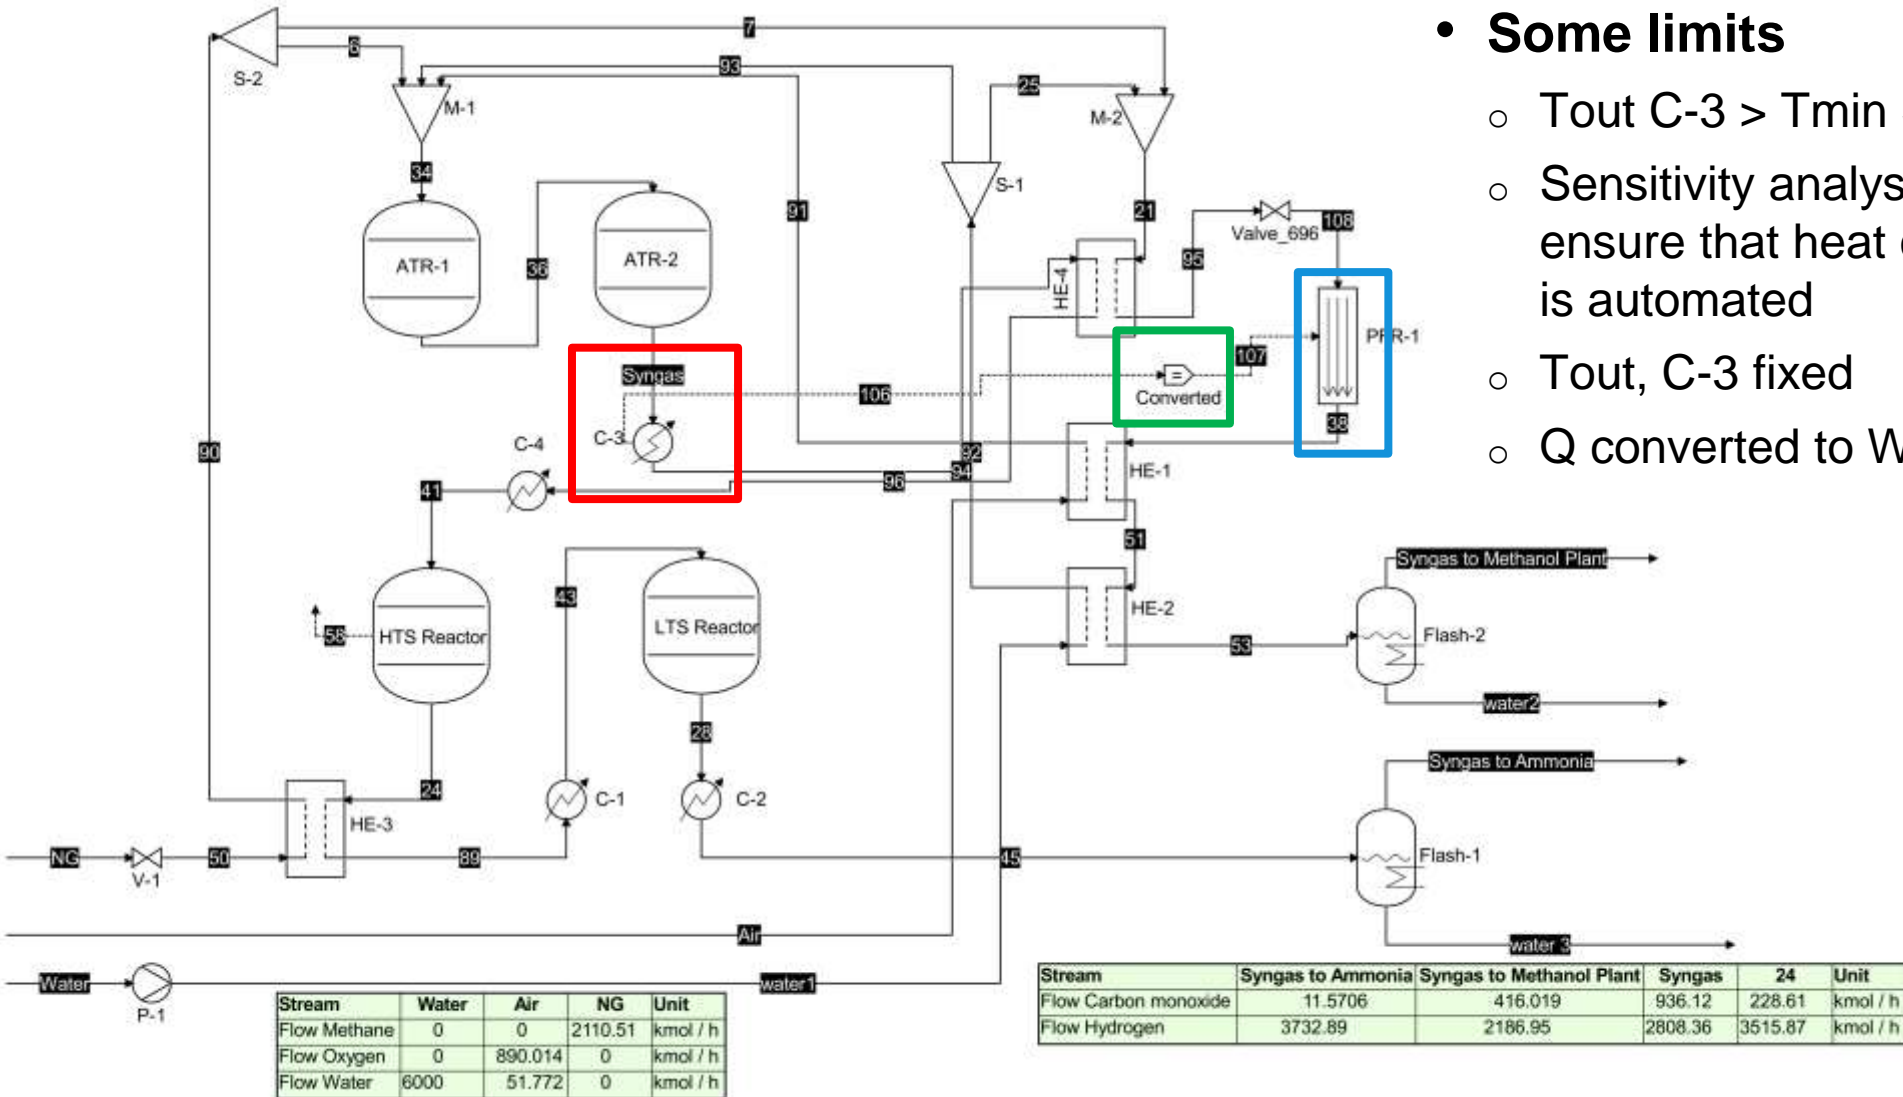 • Some limits
o Tout C-3 > Tmin
o Sensitivity analys
ensure that heat
is automated
o Tout, C-3 fixed
o Q converted to W
7
6
S-2
93
25
M-1
M-2
34
S-1
91
21
108
Valve_696
36
95
ATR-1
ATR-2
HE-4
PFR-1
107
Syngas
106
Converted
38
C-3
C-4
90
92
94
HE-1
96
41
51
Syngas to Methanol Plant
43
HE-2
58
HTS Reactor
LTS Reactor
Flash-2
53
water2
28
Syngas to Ammonia
24
C-1
C-2
HE-3
NG
50
89
45
Flash-1
V-1
Air
water 3
Water
water1
P-1
Stream Syngas to Ammonia Syngas to Methanol Plant Syngas 24 Unit
Flow Carbon monoxide 11.5706 416.019 936.12 228.61 kmol / h
Flow Hydrogen 3732.89 2186.95 2808.36 3515.87 kmol / h
Stream Water Air NG Unit
Flow Methane 0 0 2110.51 kmol / h
Flow Oxygen 0 890.014 0 kmol / h
Flow Water 6000 51.772 0 kmol / h